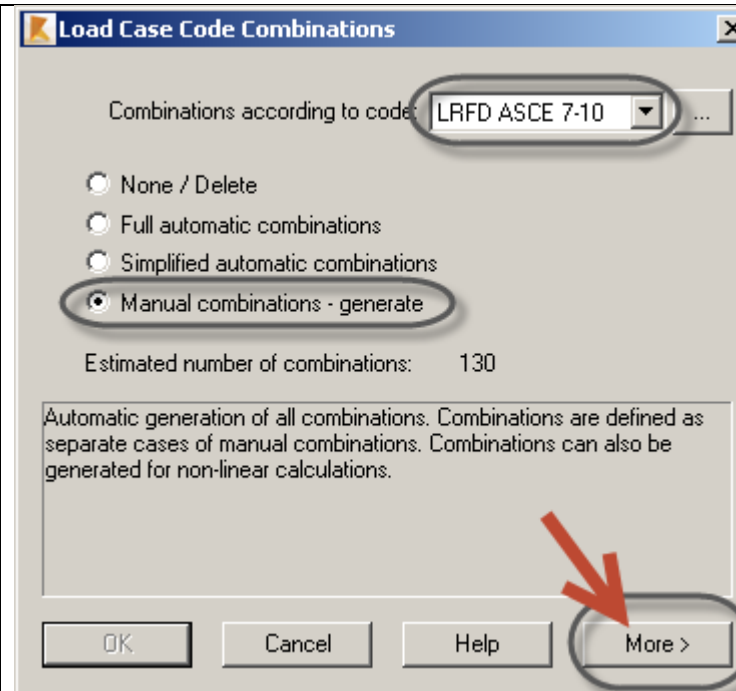 Load Case Code Combinations
Combinations according to code: LRFD ASCE 7-10 ...
None / Delete
Full automatic combinations
Simplified automatic combinations
Manual combinations - generate
Estimated number of combinations: 130
Automatic generation of all combinations. Combinations are defined as
separate cases of manual combinations. Combinations can also be
generated for non-linear calculations.
OK Cancel Help More >